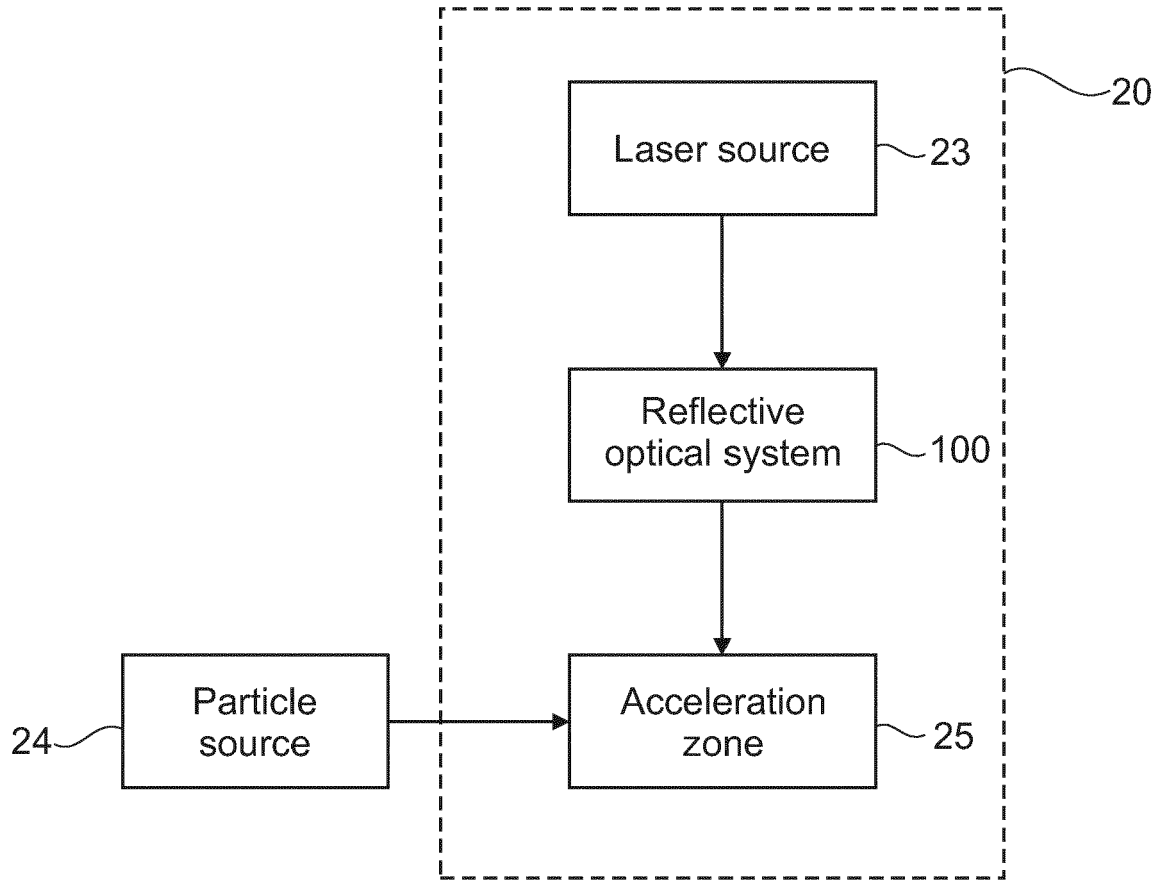 20
Laser source
23
Reflective
optical system
100
Particle
source
24
Acceleration
zone
25